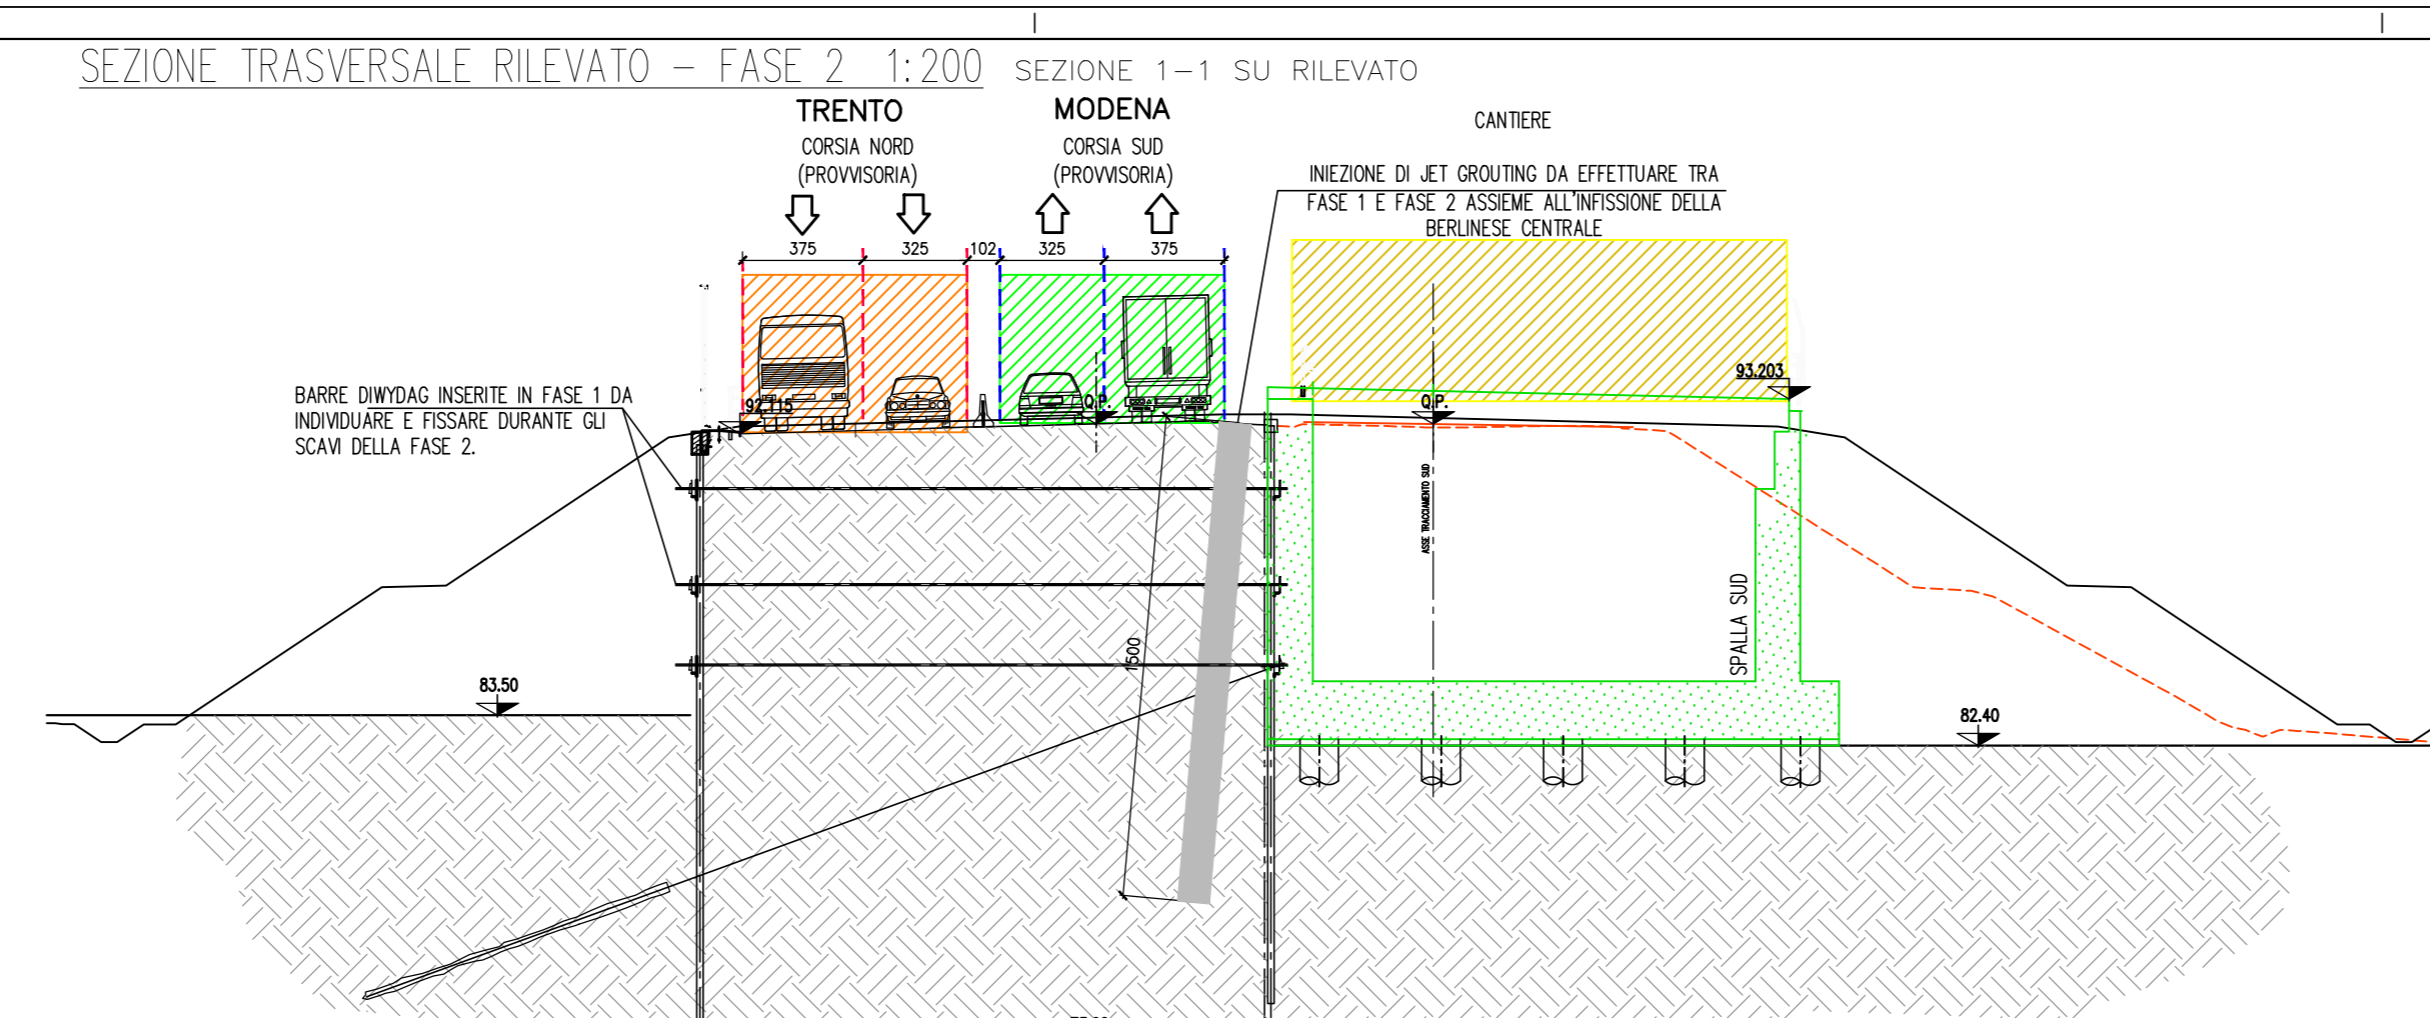 SEZIONE TRASVERSALE RILEVATO - FASE 2 1:200 SEZIONE 1-1 SU RILEVATO
TRENTO
CORSIA NORD
(PROVVISORIA)
MODENA
CORSIA SUD
(PROVVISORIA)
CANTIERE
INIEZIONE DI JET GROUTING DA EFFETTUARE TRA
FASE 1 E FASE 2 ASSIEME ALL'INFISSIONE DELLA
BERLINESE CENTRALE
375 325 102 325 375
BARRE DIWYDAG INSERITE IN FASE 1 DA
INDIVIDUARE E FISSARE DURANTE GLI
SCAVI DELLA FASE 2.
92.115
Q.P.
Q.P.
93.203
ASSE TRACCIAMENTO SUD
SPALLA SUD
1500
83.50
82.40